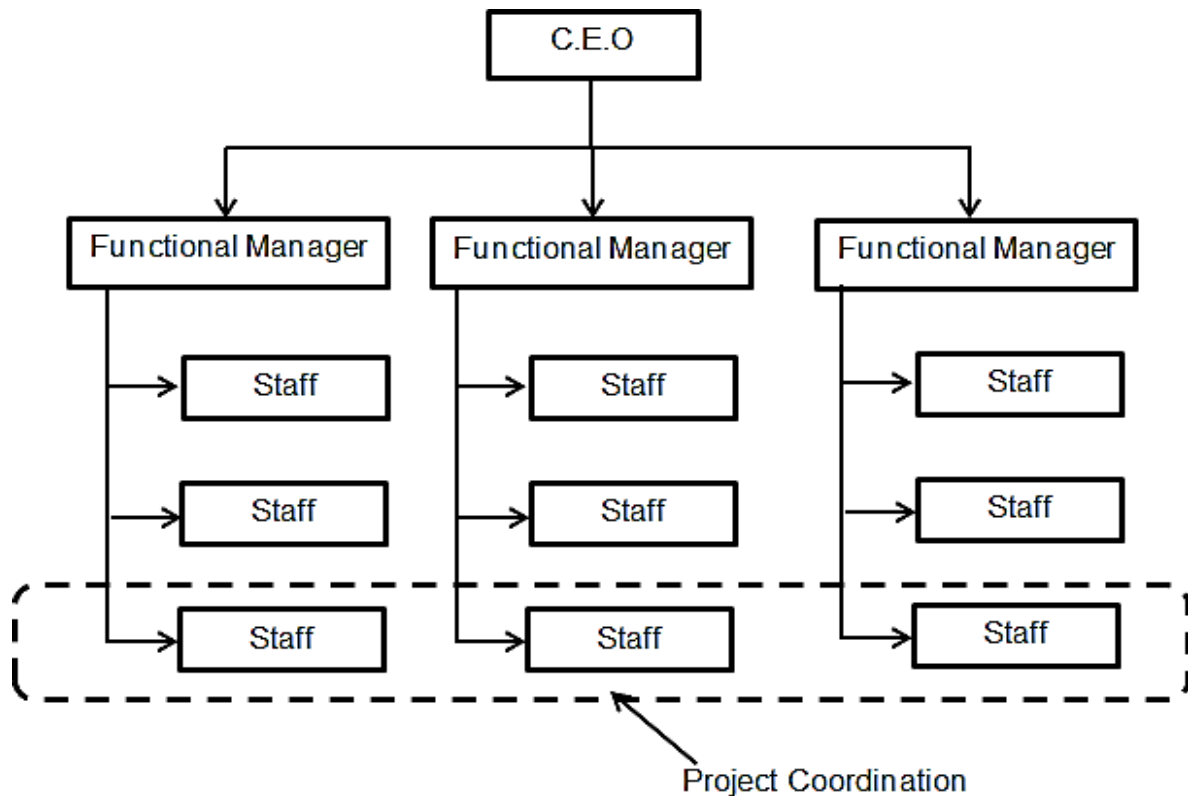 C.E.O
Functional Manager
Functional Manager
Functional Manager
Staff
Staff
Staff
Staff
Staff
Staff
Staff
Staff
Staff
Project Coordination